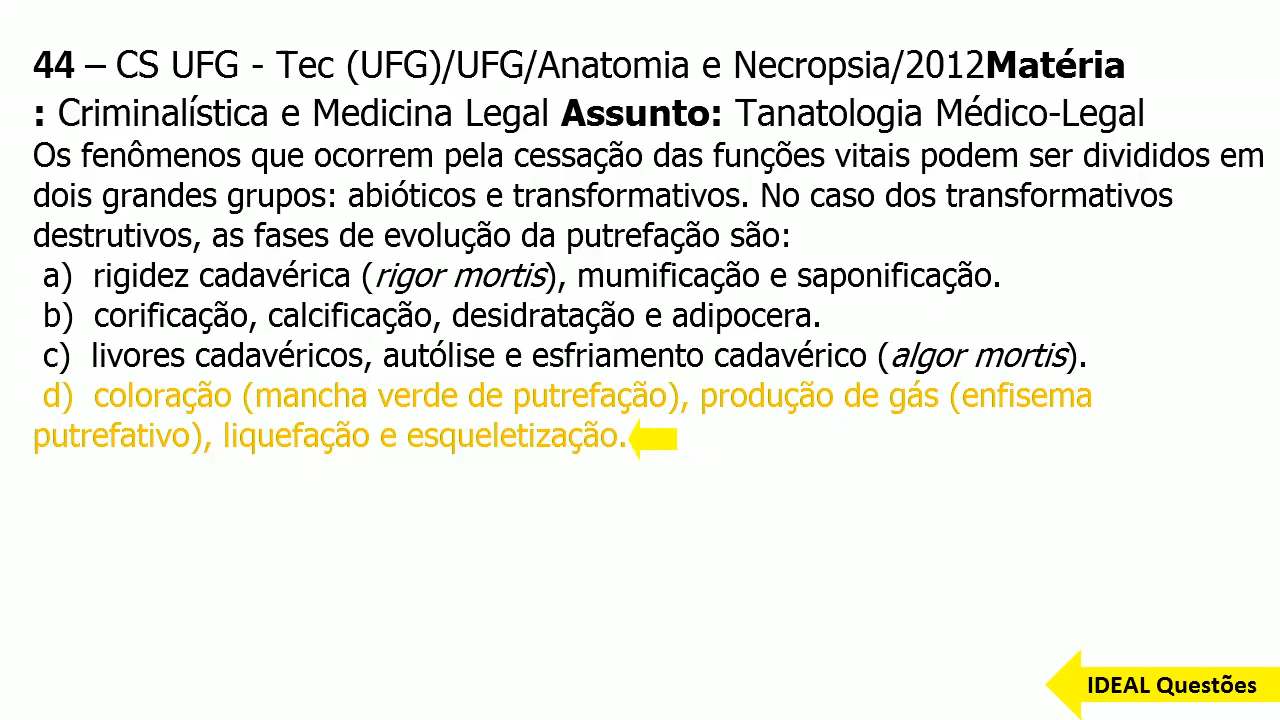 44 – CS UFG - Tec (UFG)/UFG/Anatomia e Necropsia/2012Matéria
: Criminalística e Medicina Legal Assunto: Tanatologia Médico-Legal
Os fenômenos que ocorrem pela cessação das funções vitais podem ser divididos em
dois grandes grupos: abióticos e transformativos. No caso dos transformativos
destrutivos, as fases de evolução da putrefação são:
a) rigidez cadavérica (rigor mortis), mumificação e saponificação.
b) corificação, calcificação, desidratação e adipocera.
c) livores cadavéricos, autólise e esfriamento cadavérico (algor mortis).
d) coloração (mancha verde de putrefação), produção de gás (enfisema
putrefativo), liquefação e esqueletização.
IDEAL Questões